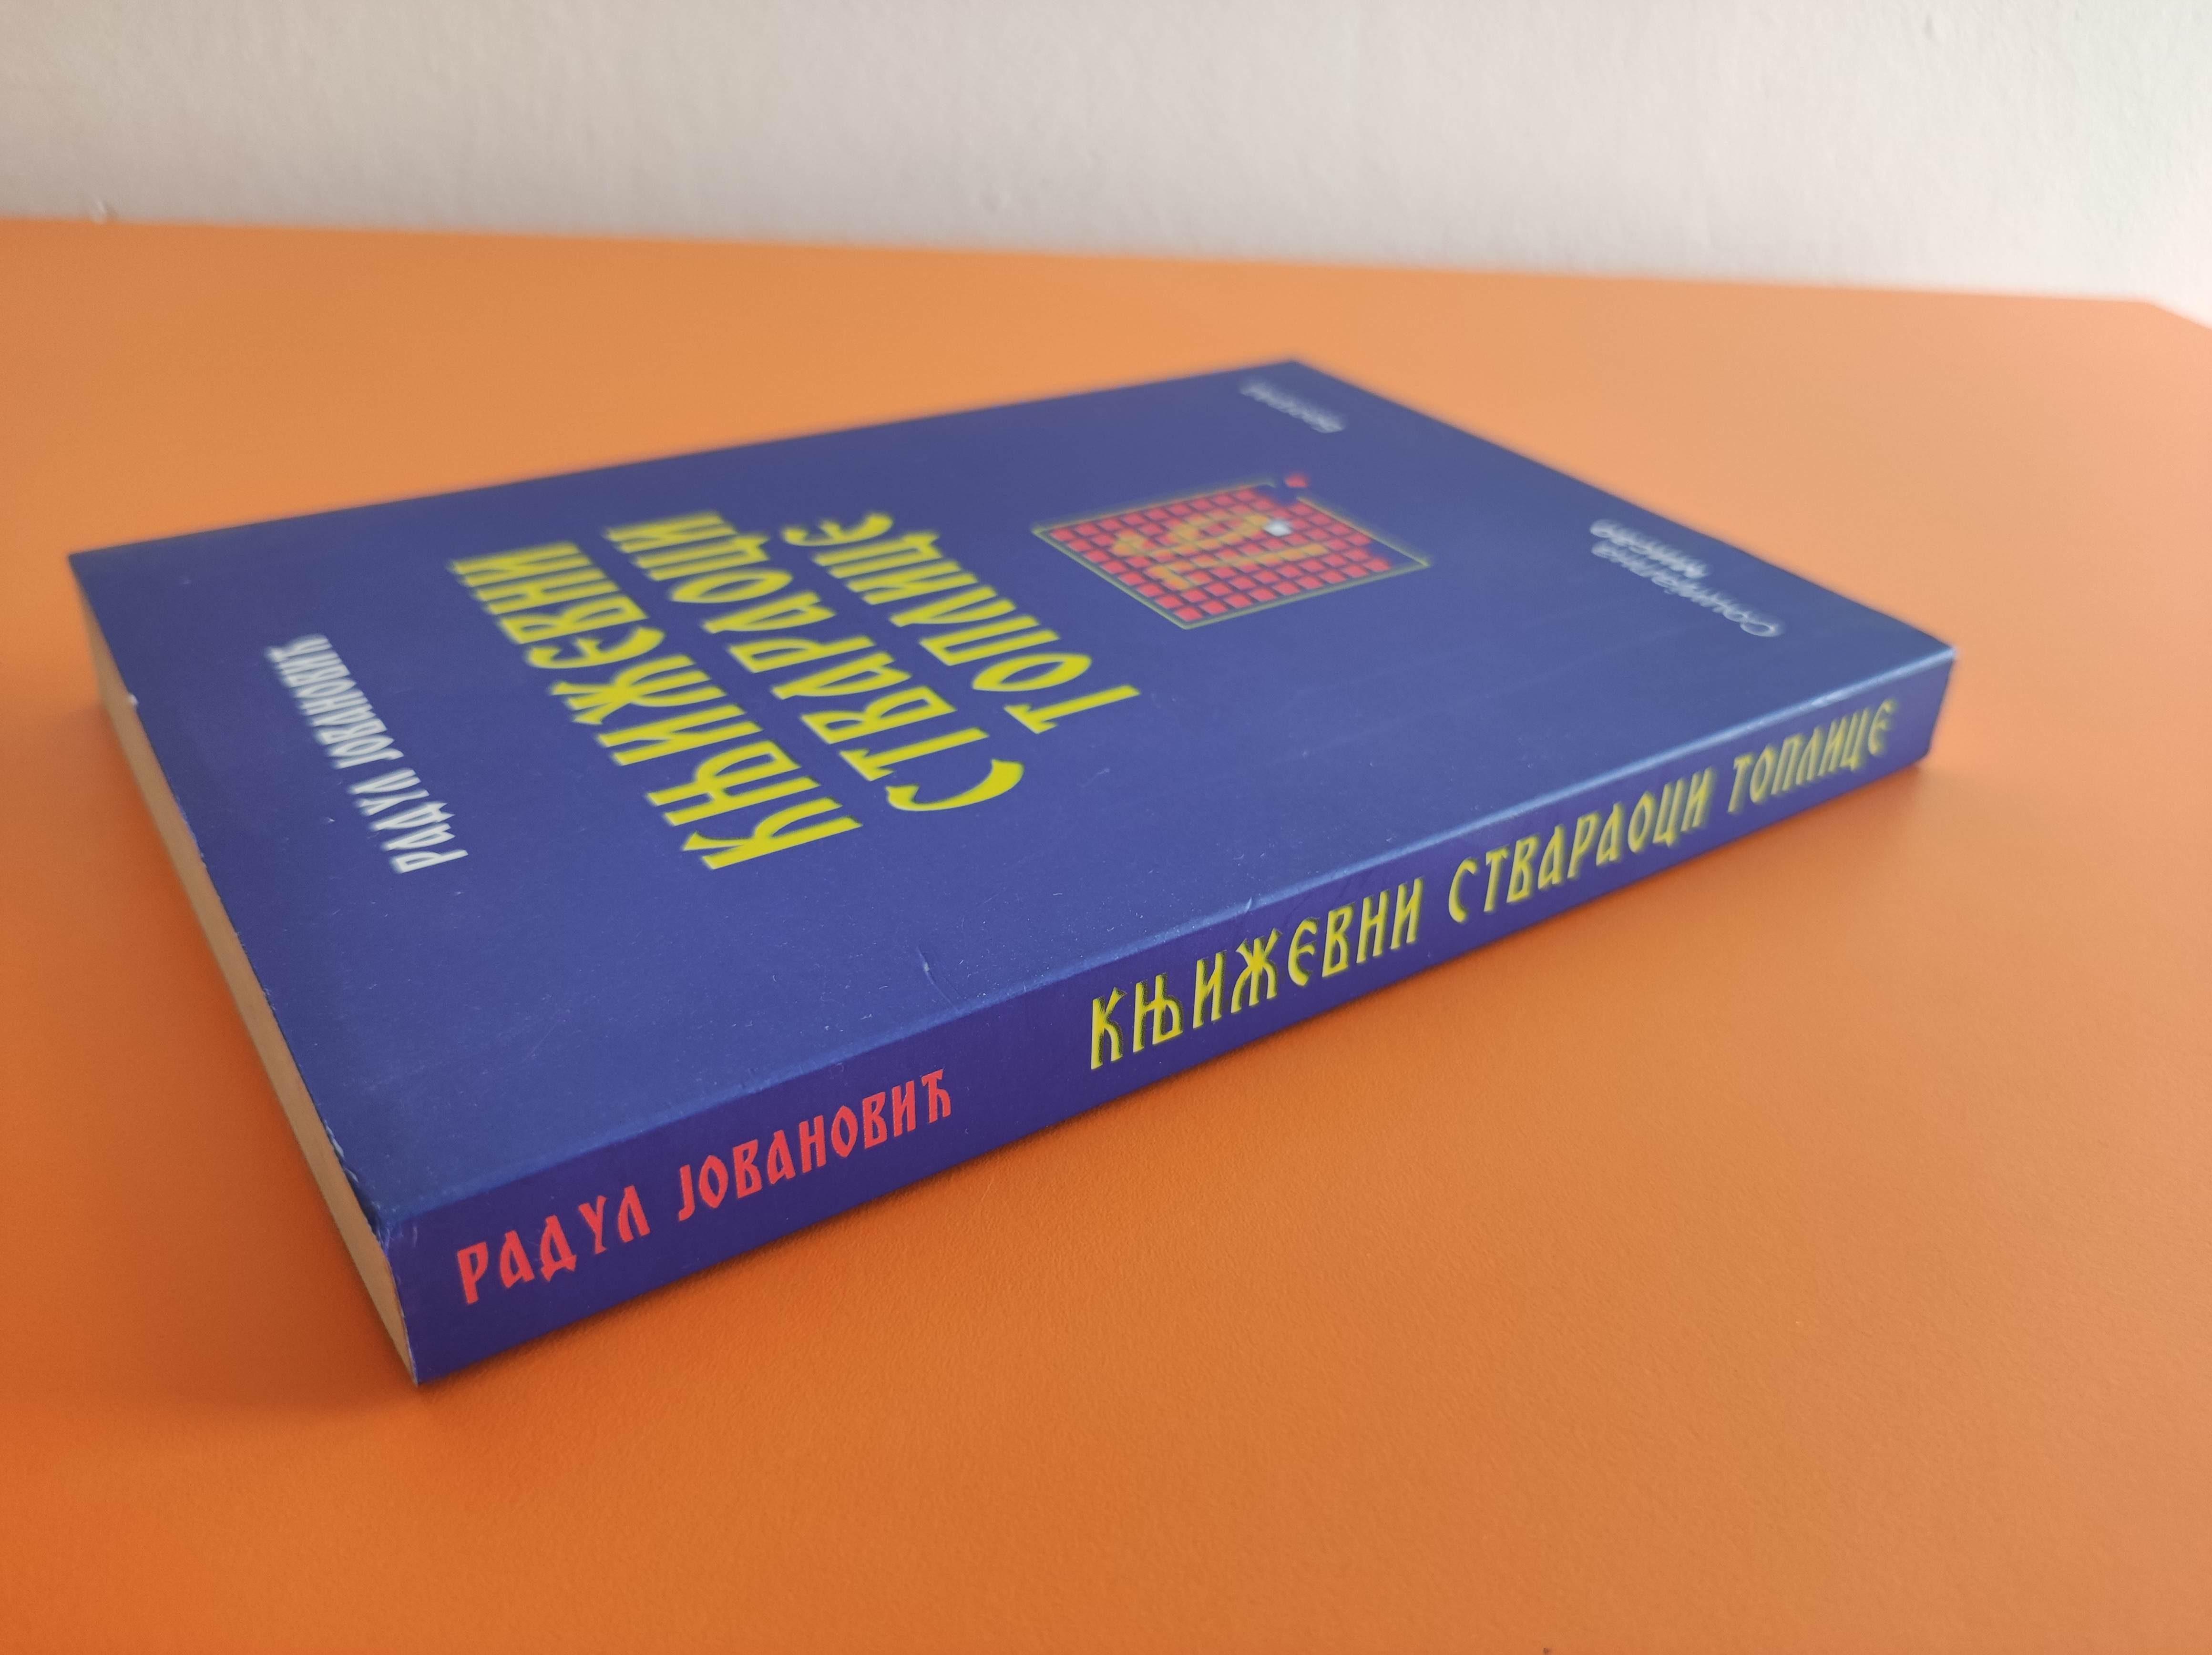 РАДУЛ ЈОВАНОВИЋ
КЊИЖЕВНИ
СТВАРАОЦИ
ТОПЛИЦЕ
РАДУЛ ЈОВАНОВИЋ КЊИЖЕВНИ СТВАРАОЦИ ТОПЛИЦЕ